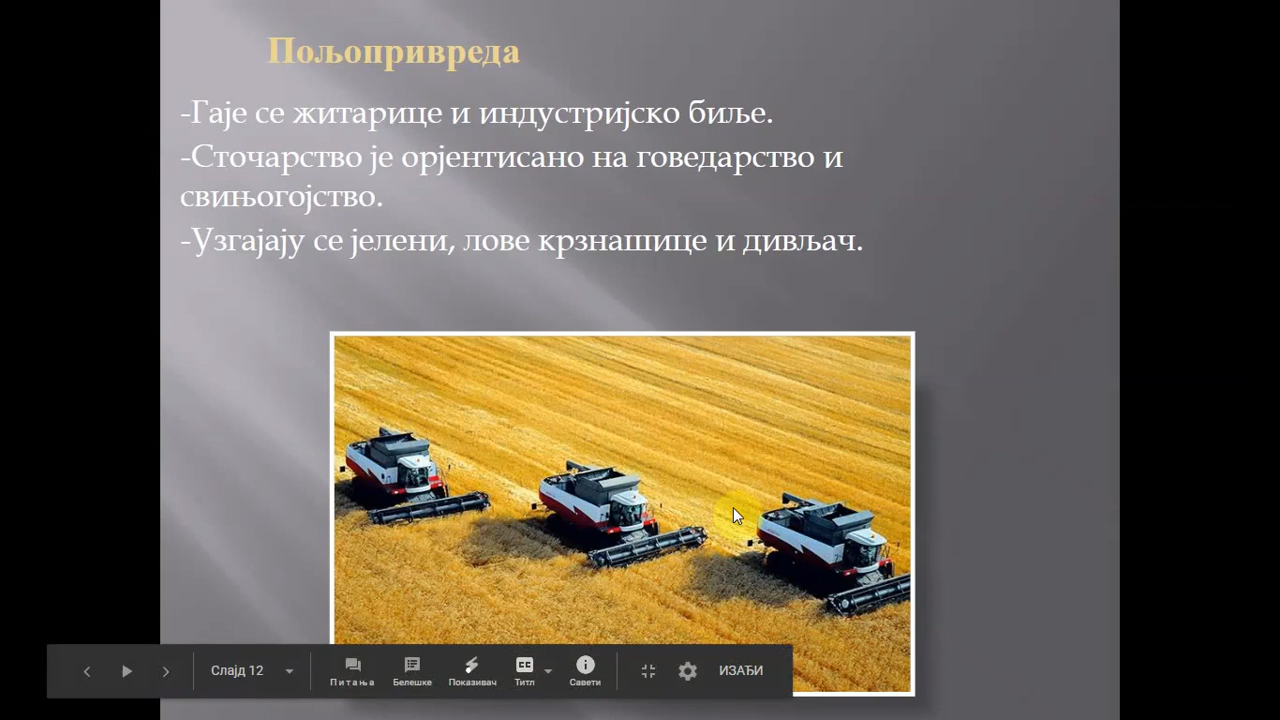 Пољопривреда
-Гаје се житарице и индустријско биље.
-Сточарство је орјентисано на говедарство и
свињогојство.
-Узгајају се јелени, лове крзнашице и дивљач.
Слајд 12
Питања
Белешке
Показивач
Титл
Савети
ИЗАЂИ